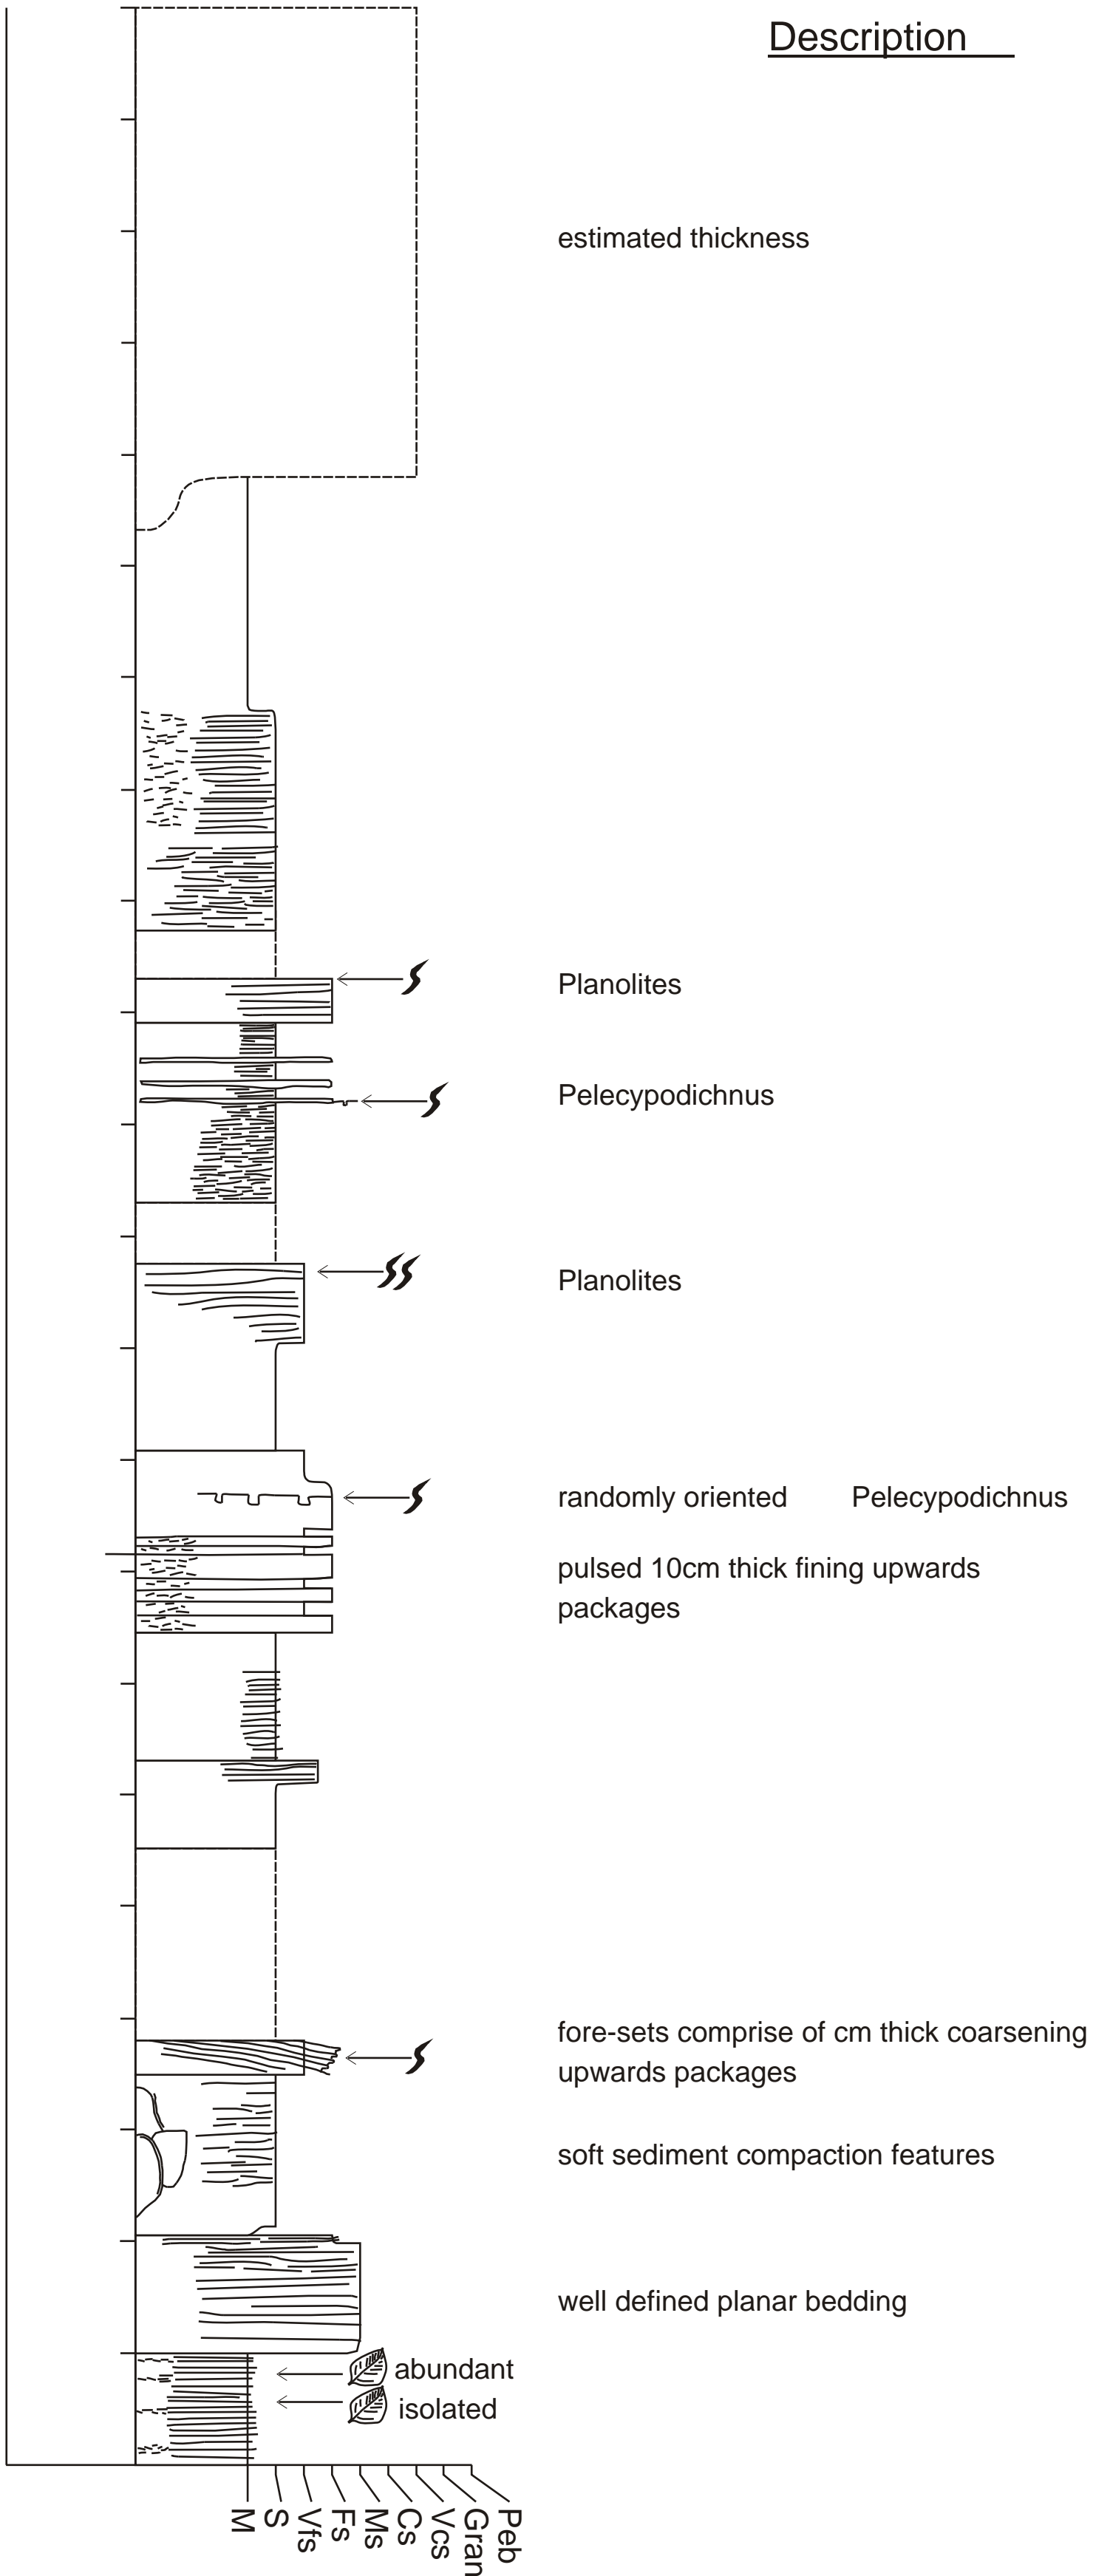 Description
estimated thickness
Planolites
Pelecypodichnus
Planolites
randomly oriented Pelecypodichnus
pulsed 10cm thick fining upwards
packages
fore-sets comprise of cm thick coarsening
upwards packages
soft sediment compaction features
well defined planar bedding
abundant
isolated
M S Vfs Fs Ms Cs Vcs Gran Peb